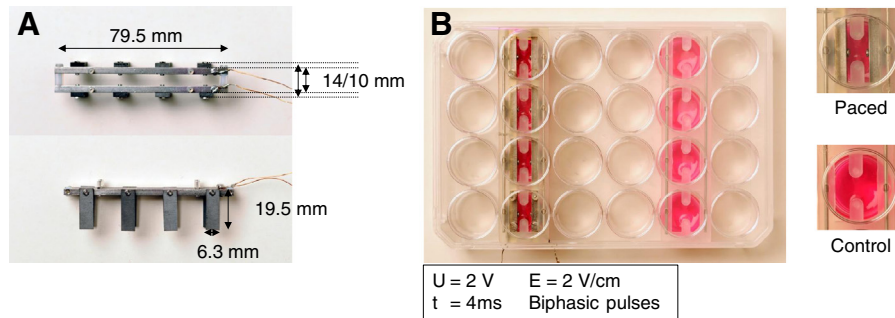 A
79.5 mm
14/10 mm
19.5 mm
6.3 mm
B
U = 2 V E = 2 V/cm
t = 4ms Biphasic pulses
Paced
Control